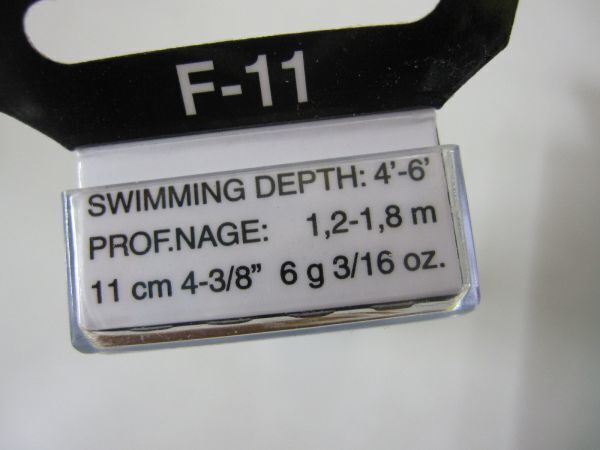 F-11
SWIMMING DEPTH: 4'-6'
PROF.NAGE: 1,2-1,8 m
11 cm 4-3/8" 6 g 3/16 oz.